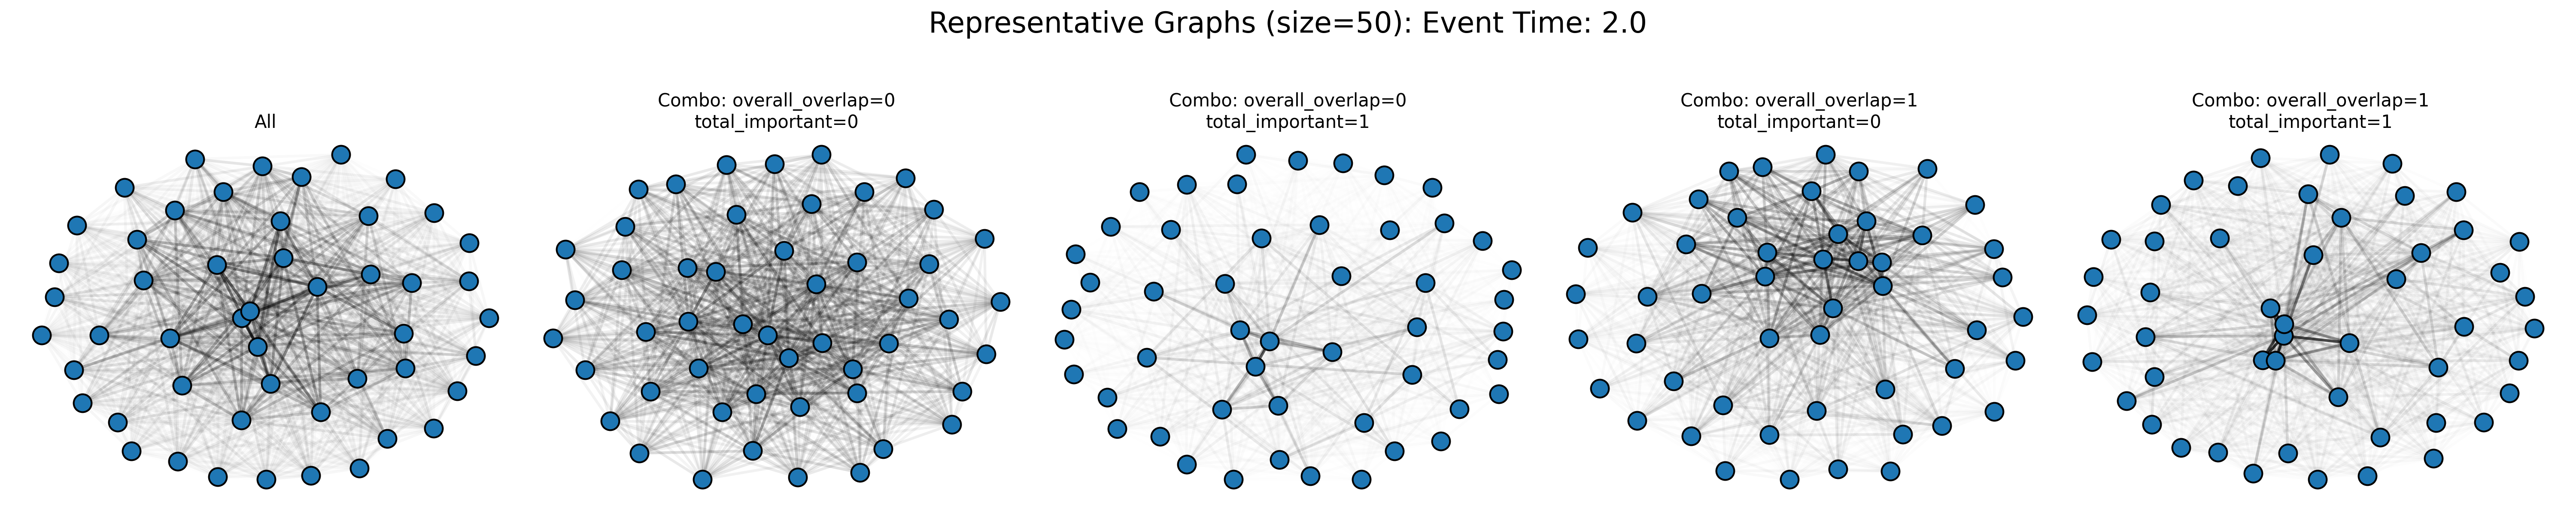 Representative Graphs (size=50): Event Time: 2.0
All
Combo: overall_overlap=0
total_important=0
Combo: overall_overlap=0
total_important=1
Combo: overall_overlap=1
total_important=0
Combo: overall_overlap=1
total_important=1